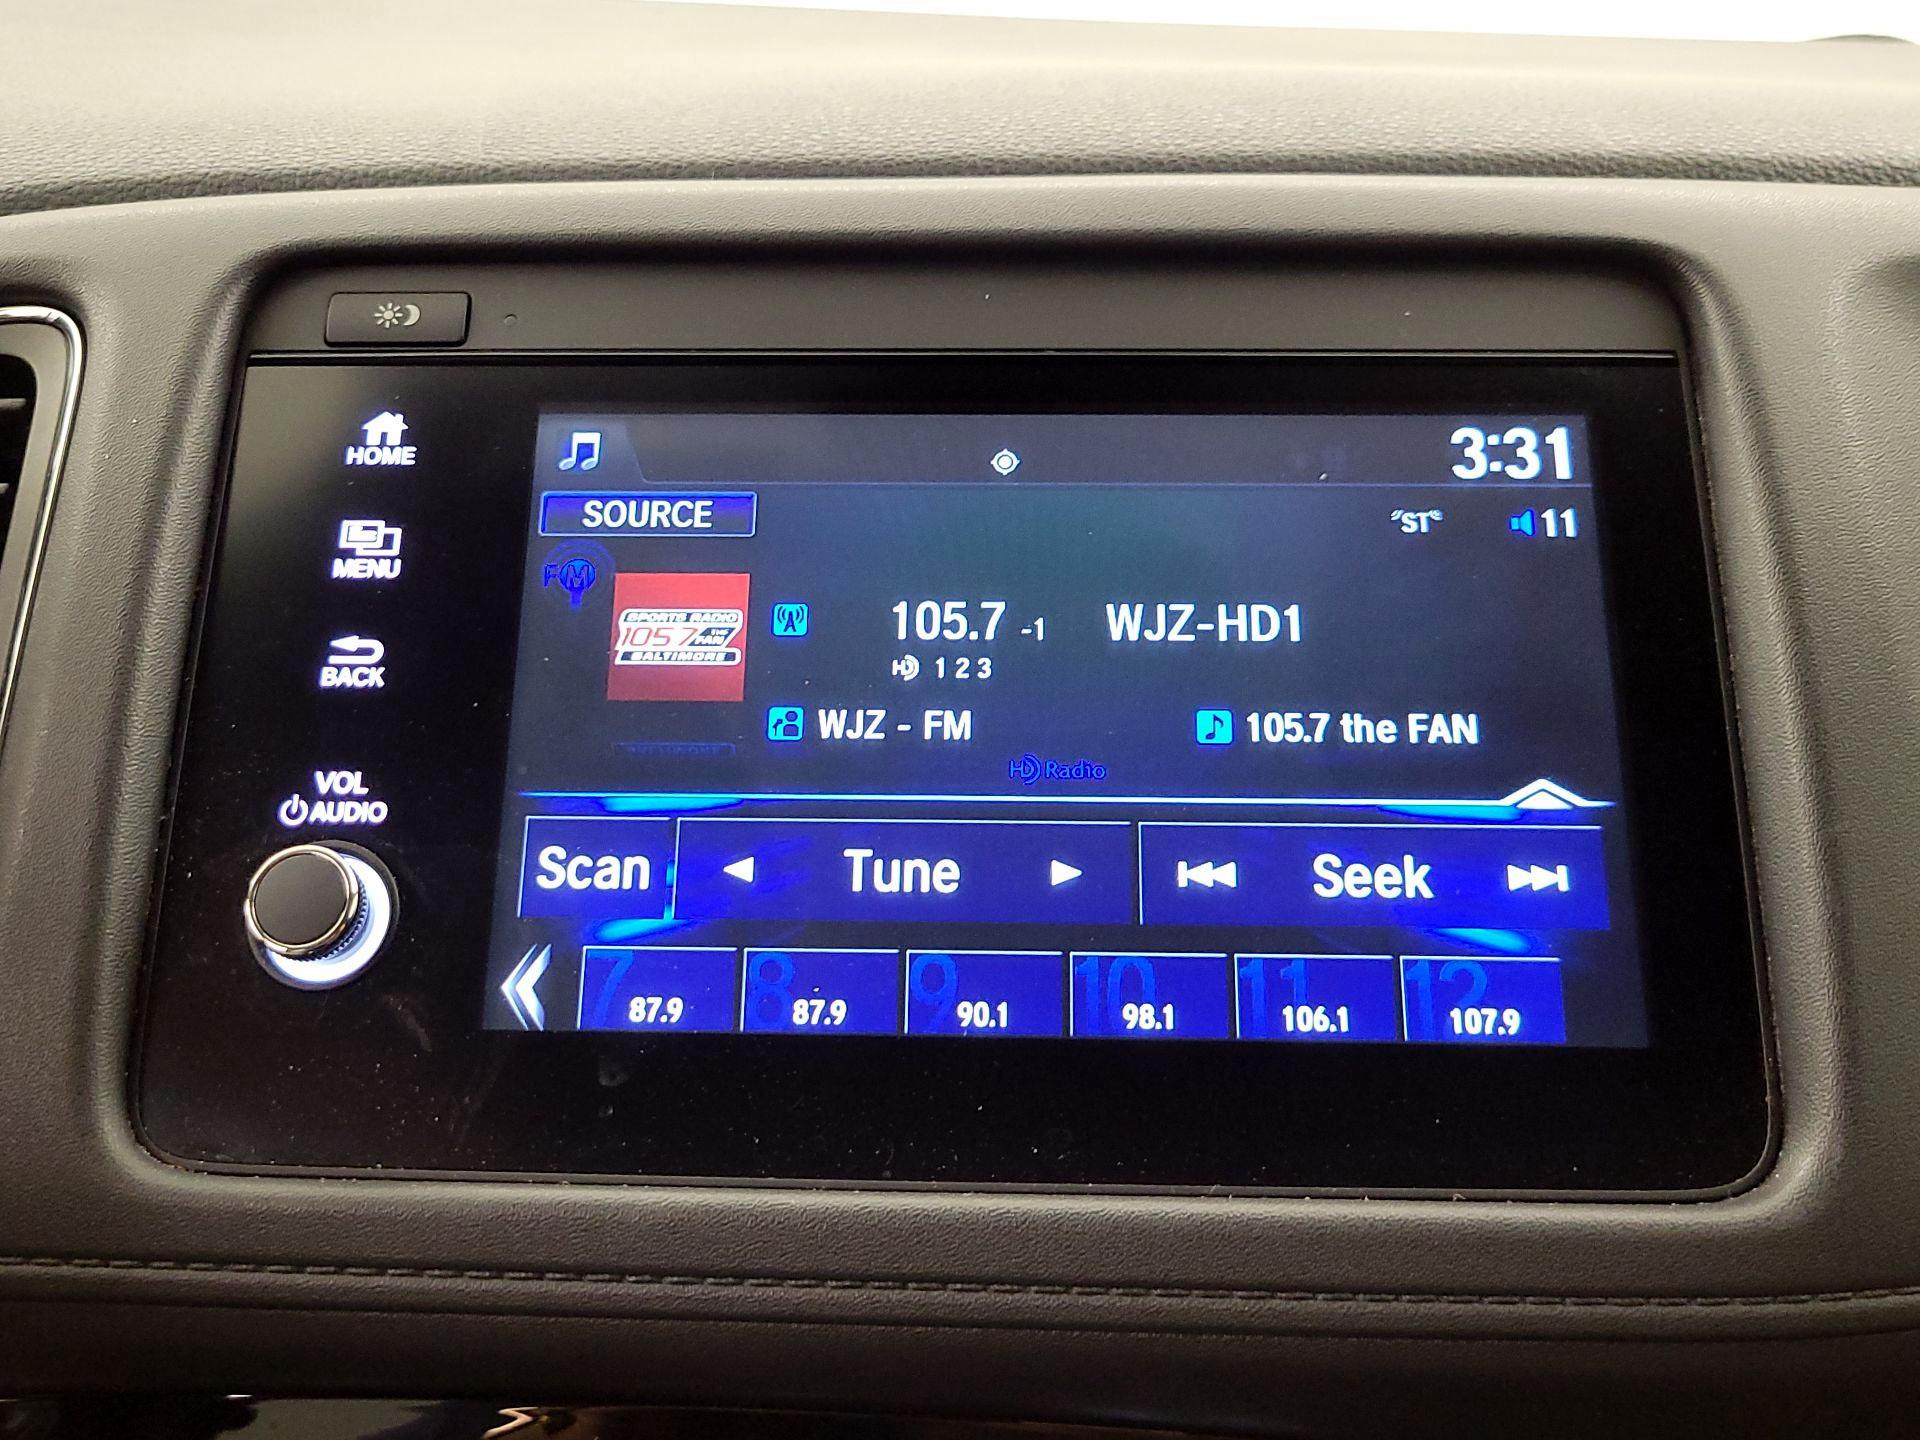 HOME
MENU
BACK
VOL
AUDIO
3:31
SOURCE
"ST"
11
FM
SPORTS RADIO
105.7 THE FAN
BALTIMORE
105.7 -1 WJZ-HD1
HD 1 2 3
WJZ - FM 105.7 the FAN
HD Radio
Scan Tune Seek
7 8 9 10 11 12
87.9 87.9 90.1 98.1 106.1 107.9